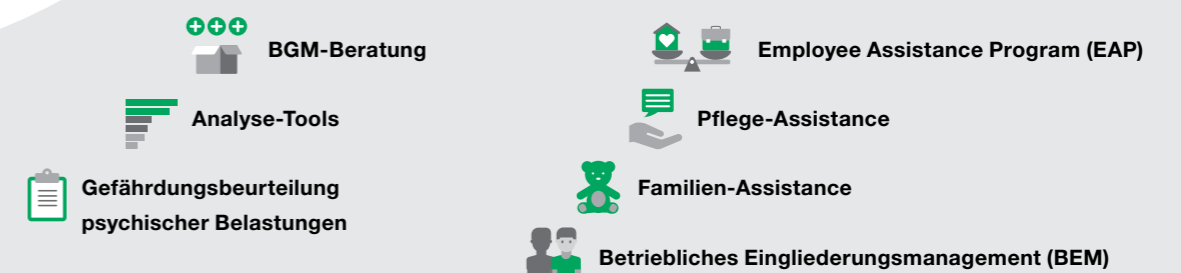 BGM-Beratung
Analyse-Tools
Gefährdungsbeurteilung
psychischer Belastungen
Employee Assistance Program (EAP)
Pflege-Assistance
Familien-Assistance
Betriebliches Eingliederungsmanagement (BEM)